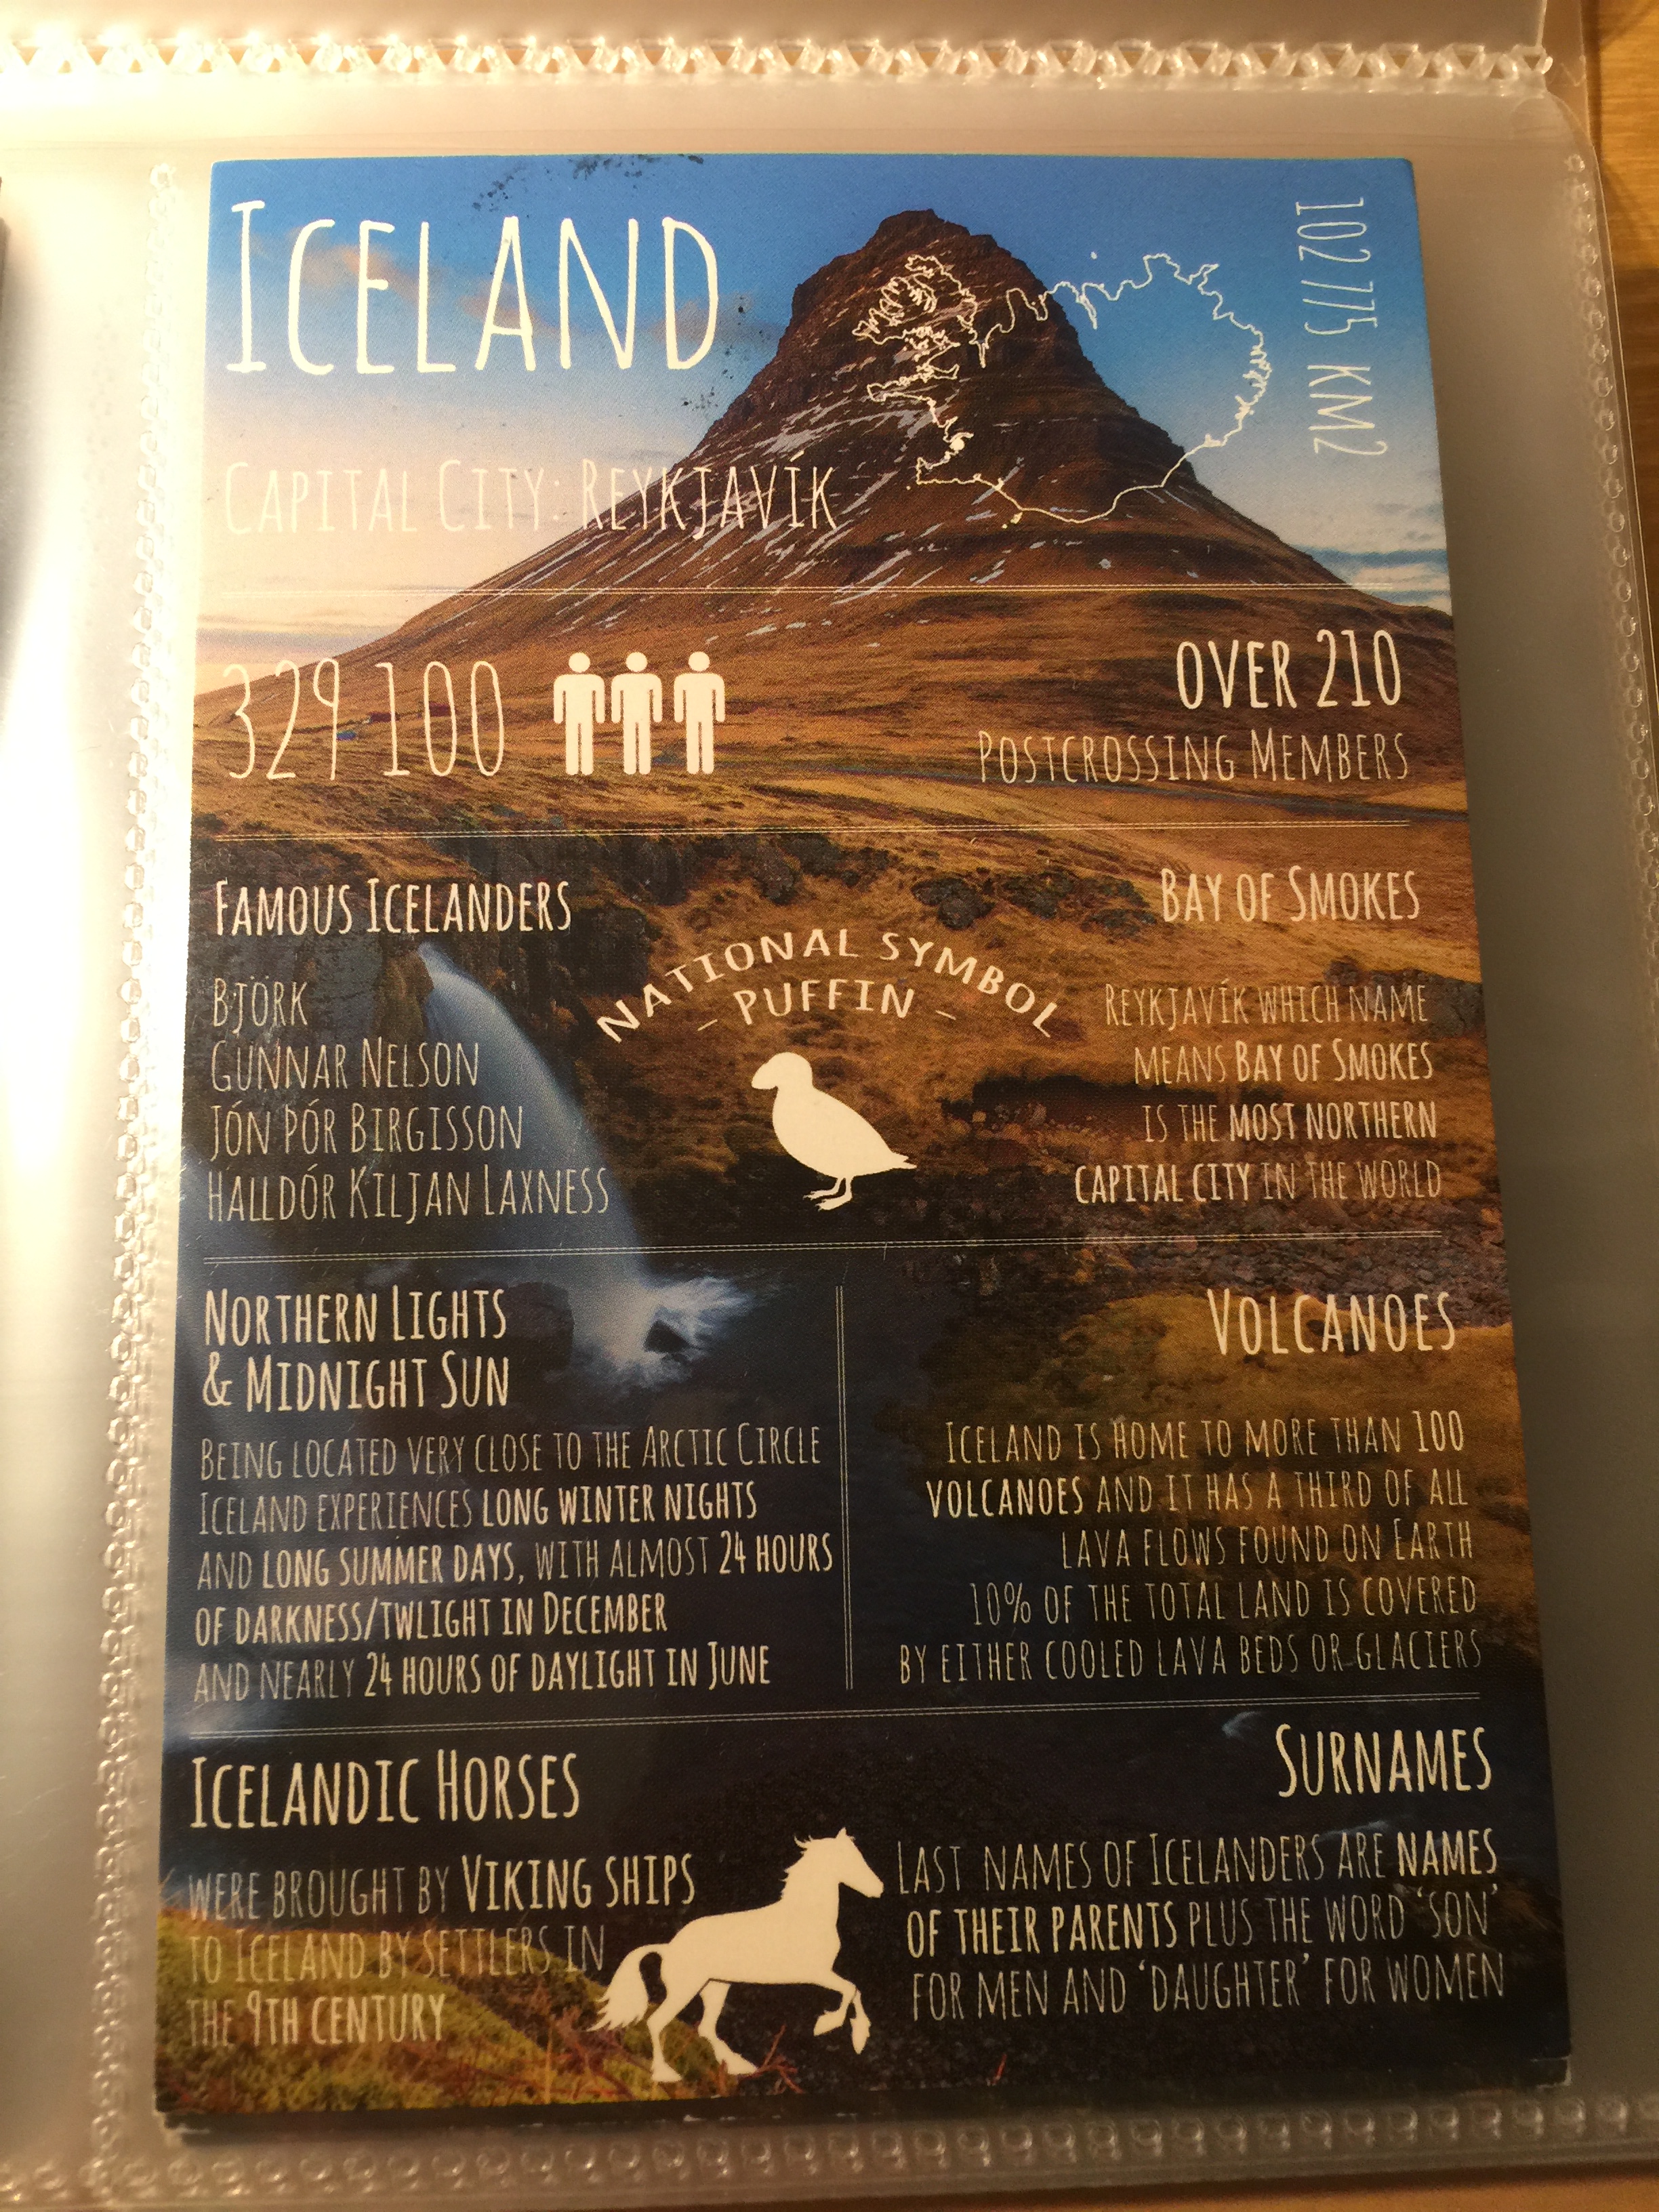 ICELAND
102 775 KM2
CAPITAL CITY: REYKJAVÍK
329 100
OVER 210
POSTCROSSING MEMBERS
FAMOUS ICELANDERS
BJÖRK
GUNNAR NELSON
JÓN ÞÓR BIRGISSON
HALLDÓR KILJAN LAXNESS
NATIONAL SYMBOL
- PUFFIN -
BAY OF SMOKES
REYKJAVÍK WHICH NAME
MEANS BAY OF SMOKES
IS THE MOST NORTHERN
CAPITAL CITY IN THE WORLD
NORTHERN LIGHTS
& MIDNIGHT SUN
BEING LOCATED VERY CLOSE TO THE ARCTIC CIRCLE
ICELAND EXPERIENCES LONG WINTER NIGHTS
AND LONG SUMMER DAYS, WITH ALMOST 24 HOURS
OF DARKNESS/TWLIGHT IN DECEMBER
AND NEARLY 24 HOURS OF DAYLIGHT IN JUNE
VOLCANOES
ICELAND IS HOME TO MORE THAN 100
VOLCANOES AND IT HAS A THIRD OF ALL
LAVA FLOWS FOUND ON EARTH
10% OF THE TOTAL LAND IS COVERED
BY EITHER COOLED LAVA BEDS OR GLACIERS
ICELANDIC HORSES
WERE BROUGHT BY VIKING SHIPS
TO ICELAND BY SETTLERS IN
THE 9TH CENTURY
SURNAMES
LAST NAMES OF ICELANDERS ARE NAMES
OF THEIR PARENTS PLUS THE WORD 'SON'
FOR MEN AND 'DAUGHTER' FOR WOMEN